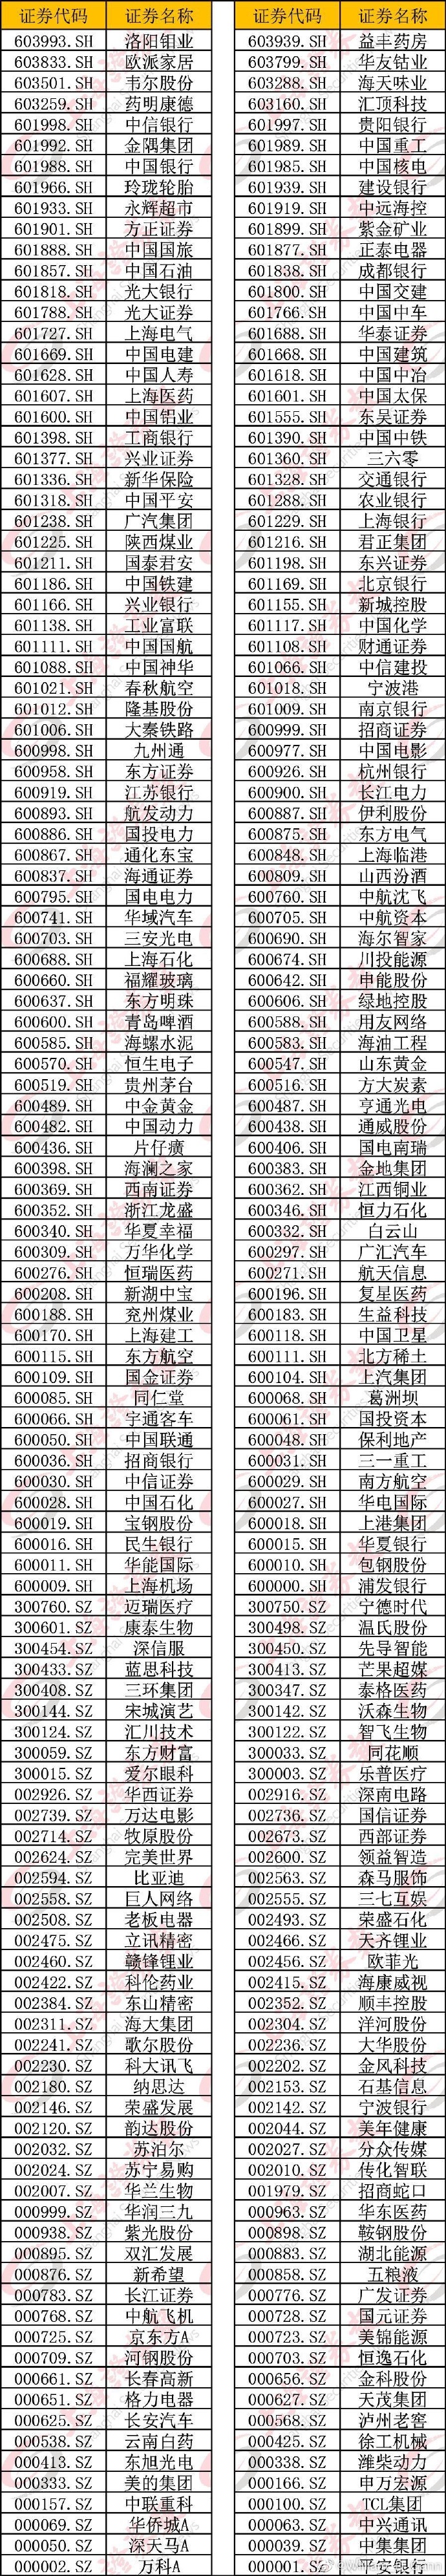 证券代码 证券名称 证券代码 证券名称
603993.SH 洛阳钼业 603939.SH 益丰药房
603833.SH 欧派家居 603799.SH 华友钴业
603501.SH 韦尔股份 603288.SH 海天味业
603259.SH 药明康德 603160.SH 汇顶科技
601998.SH 中信银行 601997.SH 贵阳银行
601992.SH 金隅集团 601989.SH 中国重工
601988.SH 中国银行 601985.SH 中国核电
601966.SH 玲珑轮胎 601939.SH 建设银行
601933.SH 永辉超市 601919.SH 中远海控
601901.SH 方正证券 601899.SH 紫金矿业
601888.SH 中国国旅 601877.SH 正泰电器
601857.SH 中国石油 601838.SH 成都银行
601818.SH 光大银行 601800.SH 中国交建
601788.SH 光大证券 601766.SH 中国中车
601727.SH 上海电气 601688.SH 华泰证券
601669.SH 中国电建 601668.SH 中国建筑
601628.SH 中国人寿 601618.SH 中国中冶
601607.SH 上海医药 601601.SH 中国太保
601600.SH 中国铝业 601555.SH 东吴证券
601398.SH 工商银行 601390.SH 中国中铁
601377.SH 兴业证券 601360.SH 三六零
601336.SH 新华保险 601328.SH 交通银行
601318.SH 中国平安 601288.SH 农业银行
601238.SH 广汽集团 601229.SH 上海银行
601225.SH 陕西煤业 601216.SH 君正集团
601211.SH 国泰君安 601198.SH 东兴证券
601186.SH 中国铁建 601169.SH 北京银行
601166.SH 兴业银行 601155.SH 新城控股
601138.SH 工业富联 601117.SH 中国化学
601111.SH 中国国航 601108.SH 财通证券
601088.SH 中国神华 601066.SH 中信建投
601021.SH 春秋航空 601018.SH 宁波港
601012.SH 隆基股份 601009.SH 南京银行
601006.SH 大秦铁路 600999.SH 招商证券
600998.SH 九州通 600977.SH 中国电影
600958.SH 东方证券 600926.SH 杭州银行
600919.SH 江苏银行 600900.SH 长江电力
600893.SH 航发动力 600887.SH 伊利股份
600886.SH 国投电力 600875.SH 东方电气
600867.SH 通化东宝 600848.SH 上海临港
600837.SH 海通证券 600809.SH 山西汾酒
600795.SH 国电电力 600760.SH 中航沈飞
600741.SH 华域汽车 600705.SH 中航资本
600703.SH 三安光电 600690.SH 海尔智家
600688.SH 上海石化 600674.SH 川投能源
600660.SH 福耀玻璃 600642.SH 申能股份
600637.SH 东方明珠 600606.SH 绿地控股
600600.SH 青岛啤酒 600588.SH 用友网络
600585.SH 海螺水泥 600583.SH 海油工程
600570.SH 恒生电子 600547.SH 山东黄金
600519.SH 贵州茅台 600516.SH 方大炭素
600489.SH 中金黄金 600487.SH 亨通光电
600482.SH 中国动力 600438.SH 通威股份
600436.SH 片仔癀 600406.SH 国电南瑞
600398.SH 海澜之家 600383.SH 金地集团
600369.SH 西南证券 600362.SH 江西铜业
600352.SH 浙江龙盛 600346.SH 恒力石化
600340.SH 华夏幸福 600332.SH 白云山
600309.SH 万华化学 600297.SH 广汇汽车
600276.SH 恒瑞医药 600271.SH 航天信息
600208.SH 新湖中宝 600196.SH 复星医药
600188.SH 兖州煤业 600183.SH 生益科技
600170.SH 上海建工 600118.SH 中国卫星
600115.SH 东方航空 600111.SH 北方稀土
600109.SH 国金证券 600104.SH 上汽集团
600085.SH 同仁堂 600068.SH 葛洲坝
600066.SH 宇通客车 600061.SH 国投资本
600050.SH 中国联通 600048.SH 保利地产
600036.SH 招商银行 600031.SH 三一重工
600030.SH 中信证券 600029.SH 南方航空
600028.SH 中国石化 600027.SH 华电国际
600019.SH 宝钢股份 600018.SH 上港集团
600016.SH 民生银行 600015.SH 华夏银行
600011.SH 华能国际 600010.SH 包钢股份
600009.SH 上海机场 600000.SH 浦发银行
300760.SZ 迈瑞医疗 300750.SZ 宁德时代
300601.SZ 康泰生物 300498.SZ 温氏股份
300454.SZ 深信服 300450.SZ 先导智能
300433.SZ 蓝思科技 300413.SZ 芒果超媒
300408.SZ 三环集团 300347.SZ 泰格医药
300144.SZ 宋城演艺 300142.SZ 沃森生物
300124.SZ 汇川技术 300122.SZ 智飞生物
300059.SZ 东方财富 300033.SZ 同花顺
300015.SZ 爱尔眼科 300003.SZ 乐普医疗
002926.SZ 华西证券 002916.SZ 深南电路
002739.SZ 万达电影 002736.SZ 国信证券
002714.SZ 牧原股份 002673.SZ 西部证券
002624.SZ 完美世界 002600.SZ 领益智造
002594.SZ 比亚迪 002563.SZ 森马服饰
002558.SZ 巨人网络 002555.SZ 三七互娱
002508.SZ 老板电器 002493.SZ 荣盛石化
002475.SZ 立讯精密 002466.SZ 天齐锂业
002460.SZ 赣锋锂业 002456.SZ 欧菲光
002422.SZ 科伦药业 002415.SZ 海康威视
002384.SZ 东山精密 002352.SZ 顺丰控股
002311.SZ 海大集团 002304.SZ 洋河股份
002241.SZ 歌尔股份 002236.SZ 大华股份
002230.SZ 科大讯飞 002202.SZ 金风科技
002180.SZ 纳思达 002153.SZ 石基信息
002146.SZ 荣盛发展 002142.SZ 宁波银行
002120.SZ 韵达股份 002044.SZ 美年健康
002032.SZ 苏泊尔 002027.SZ 分众传媒
002024.SZ 苏宁易购 002010.SZ 传化智联
002007.SZ 华兰生物 001979.SZ 招商蛇口
000999.SZ 华润三九 000963.SZ 华东医药
000938.SZ 紫光股份 000898.SZ 鞍钢股份
000895.SZ 双汇发展 000883.SZ 湖北能源
000876.SZ 新希望 000858.SZ 五粮液
000783.SZ 长江证券 000776.SZ 广发证券
000768.SZ 中航飞机 000728.SZ 国元证券
000725.SZ 京东方A 000723.SZ 美锦能源
000709.SZ 河钢股份 000703.SZ 恒逸石化
000661.SZ 长春高新 000656.SZ 金科股份
000651.SZ 格力电器 000627.SZ 天茂集团
000625.SZ 长安汽车 000568.SZ 泸州老窖
000538.SZ 云南白药 000425.SZ 徐工机械
000413.SZ 东旭光电 000338.SZ 潍柴动力
000333.SZ 美的集团 000166.SZ 申万宏源
000157.SZ 中联重科 000100.SZ TCL集团
000069.SZ 华侨城A 000063.SZ 中兴通讯
000050.SZ 深天马A 000039.SZ 中集集团
000002.SZ 万科A 000001.SZ 平安银行